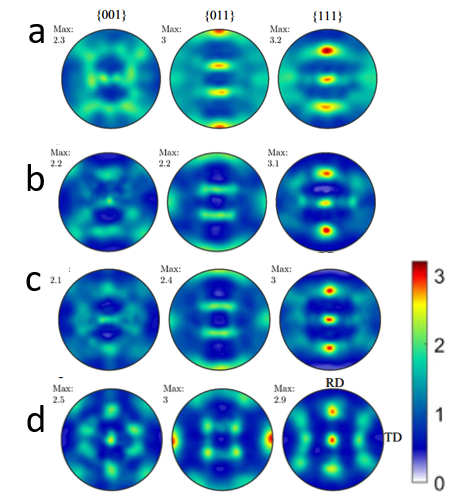 {001} {011} {111}
a Max: 2.3 Max: 3 Max: 3.2
b Max: 2.2 Max: 2.2 Max: 3.1
c 2.1 Max: 2.4 Max: 3
d Max: 2.5 Max: 3 Max: 2.9
RD
TD
3
2
1
0